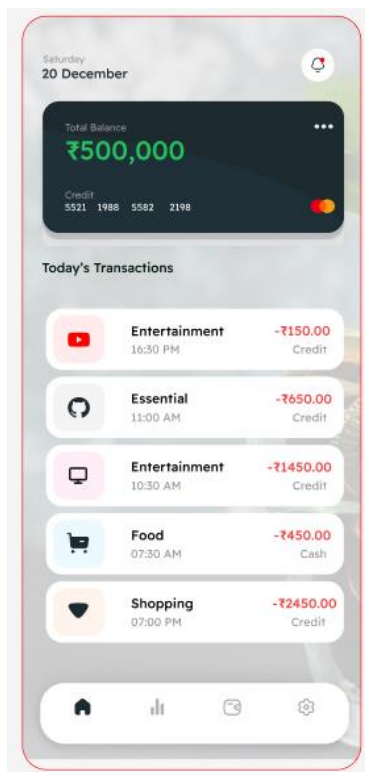 Saturday
20 December
Total Balance
₹500,000
Credit
5521 1988 5582 2198
Today's Transactions
Entertainment -₹150.00
16:30 PM Credit
Essential -₹650.00
11:00 AM Credit
Entertainment -₹1450.00
10:30 AM Credit
Food -₹450.00
07:30 AM Cash
Shopping -₹2450.00
07:00 PM Credit